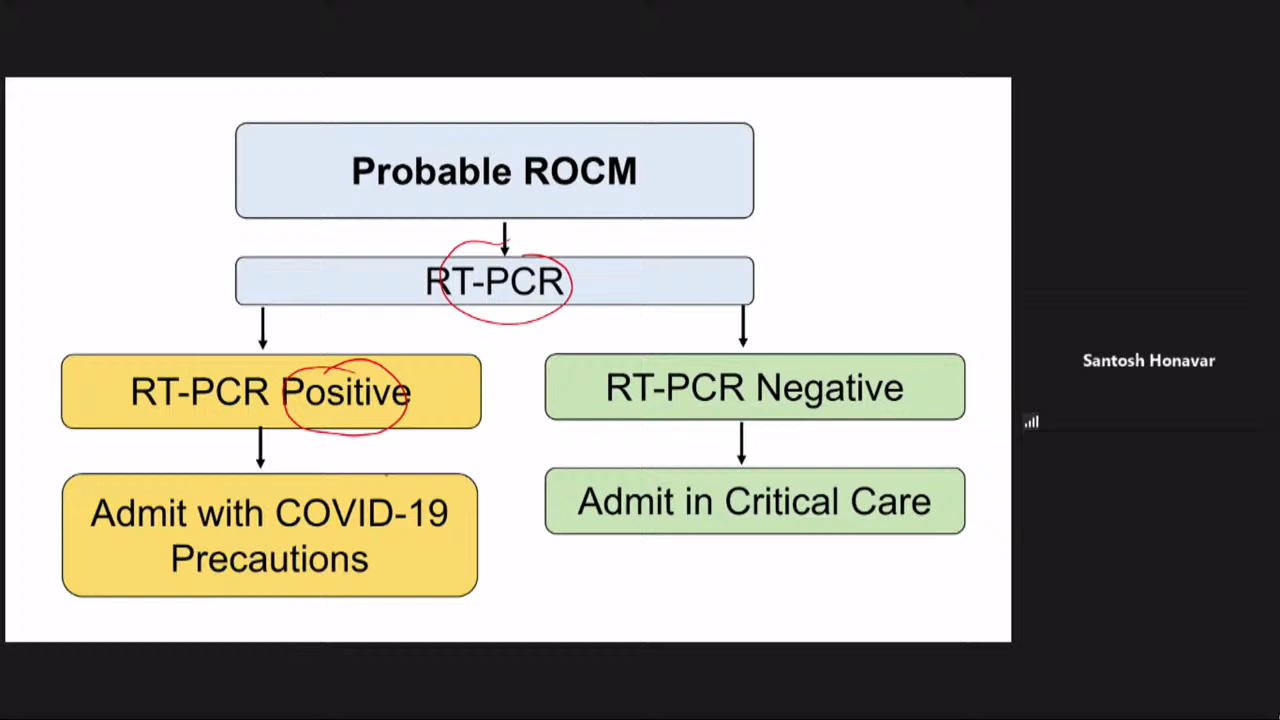 Probable ROCM
RT-PCR
RT-PCR Positive
RT-PCR Negative
Admit with COVID-19
Precautions
Admit in Critical Care
Santosh Honavar